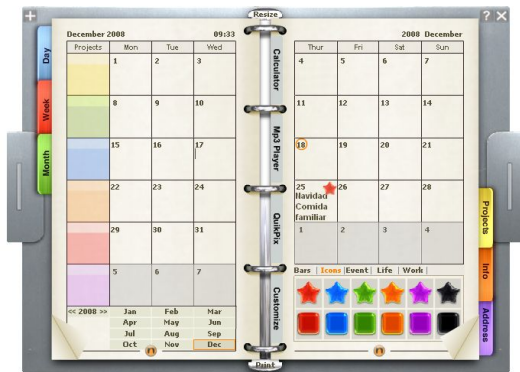 Resize
December 2008 09:33
2008 December
Projects Mon Tue Wed
Thur Fri Sat Sun
1 2 3
4 5 6 7
8 9 10
11 12 13 14
15 16 17
18 19 20 21
22 23 24
25 26 27 28
Navidad
Comida
familiar
29 30 31
1 2 3 4
5 6 7
<< 2008 >> Jan Feb Mar
Apr May Jun
Jul Aug Sep
Oct Nov Dec
Bars | Icons | Event | Life | Work |
Day
Week
Month
Calculator
Mp3 Player
QuikPix
Customize
Projects
Info
Address
Print